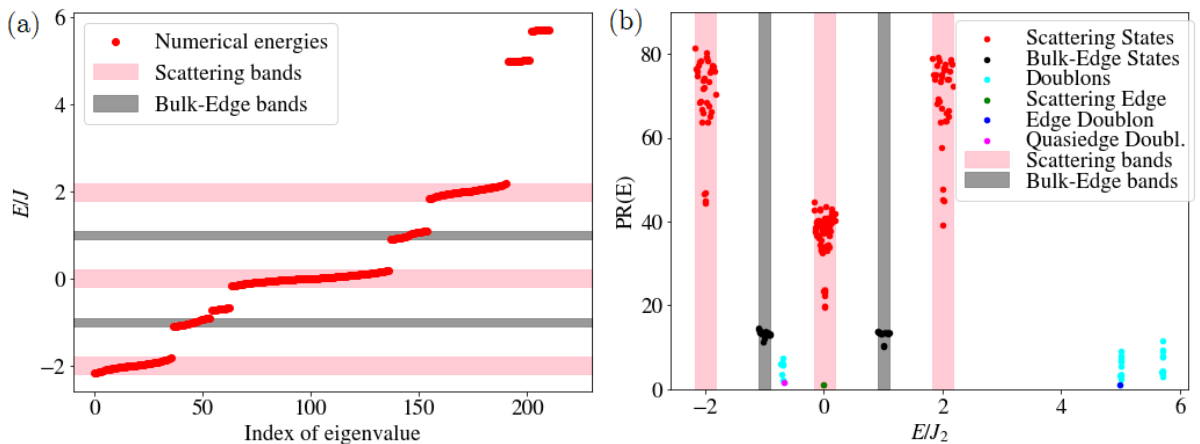 (a)
6
4
2
0
−2
E/J
0
50
100
150
200
Index of eigenvalue
Numerical energies
Scattering bands
Bulk-Edge bands
(b)
80
60
40
20
0
PR(E)
−2
0
2
4
6
E/J2
Scattering States
Bulk-Edge States
Doublons
Scattering Edge
Edge Doublon
Quasiedge Doubl.
Scattering bands
Bulk-Edge bands